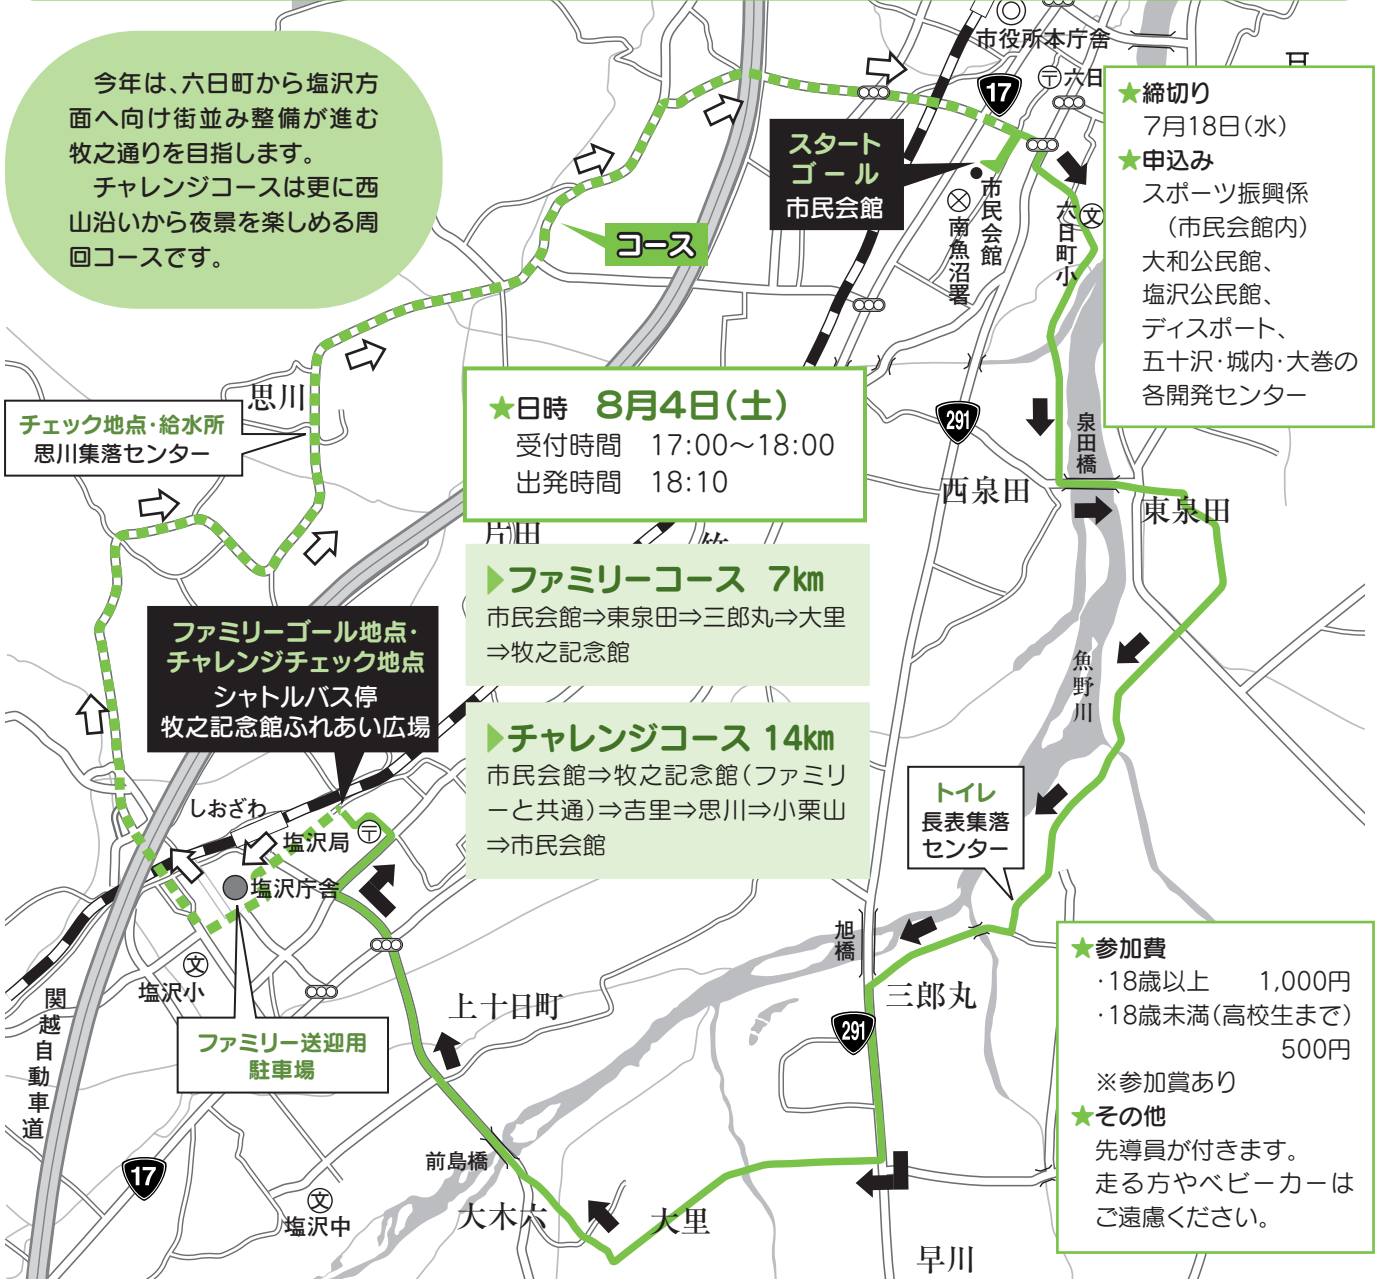 今年は、六日町から塩沢方
面へ向け街並み整備が進む
牧之通りを目指します。
チャレンジコースは更に西
山沿いから夜景を楽しめる周
回コースです。
市役所本庁舎
〒六日
17
スタート
ゴール
市民会館
市民会館
南魚沼署
文
六日町小
コース
★締切り
7月18日(水)
★申込み
スポーツ振興係
(市民会館内)
大和公民館、
塩沢公民館、
ディスポート、
五十沢・城内・大巻の
各開発センター
思川
チェック地点・給水所
思川集落センター
★日時 8月4日(土)
受付時間 17:00〜18:00
出発時間 18:10
291
西泉田
泉田橋
東泉田
片田
▶ファミリーコース 7km
市民会館⇒東泉田⇒三郎丸⇒大里
⇒牧之記念館
ファミリーゴール地点・
チャレンジチェック地点
シャトルバス停
牧之記念館ふれあい広場
魚野川
▶チャレンジコース 14km
市民会館⇒牧之記念館(ファミリ
ーと共通)⇒吉里⇒思川⇒小栗山
⇒市民会館
トイレ
長表集落
センター
しおざわ
塩沢局
〒
塩沢庁舎
旭橋
三郎丸
文
塩沢小
関越自動車道
ファミリー送迎用
駐車場
上十日町
291
★参加費
・18歳以上 1,000円
・18歳未満(高校生まで)
500円
※参加賞あり
★その他
先導員が付きます。
走る方やベビーカーは
ご遠慮ください。
17
前島橋
文
塩沢中
大木六
大里
早川